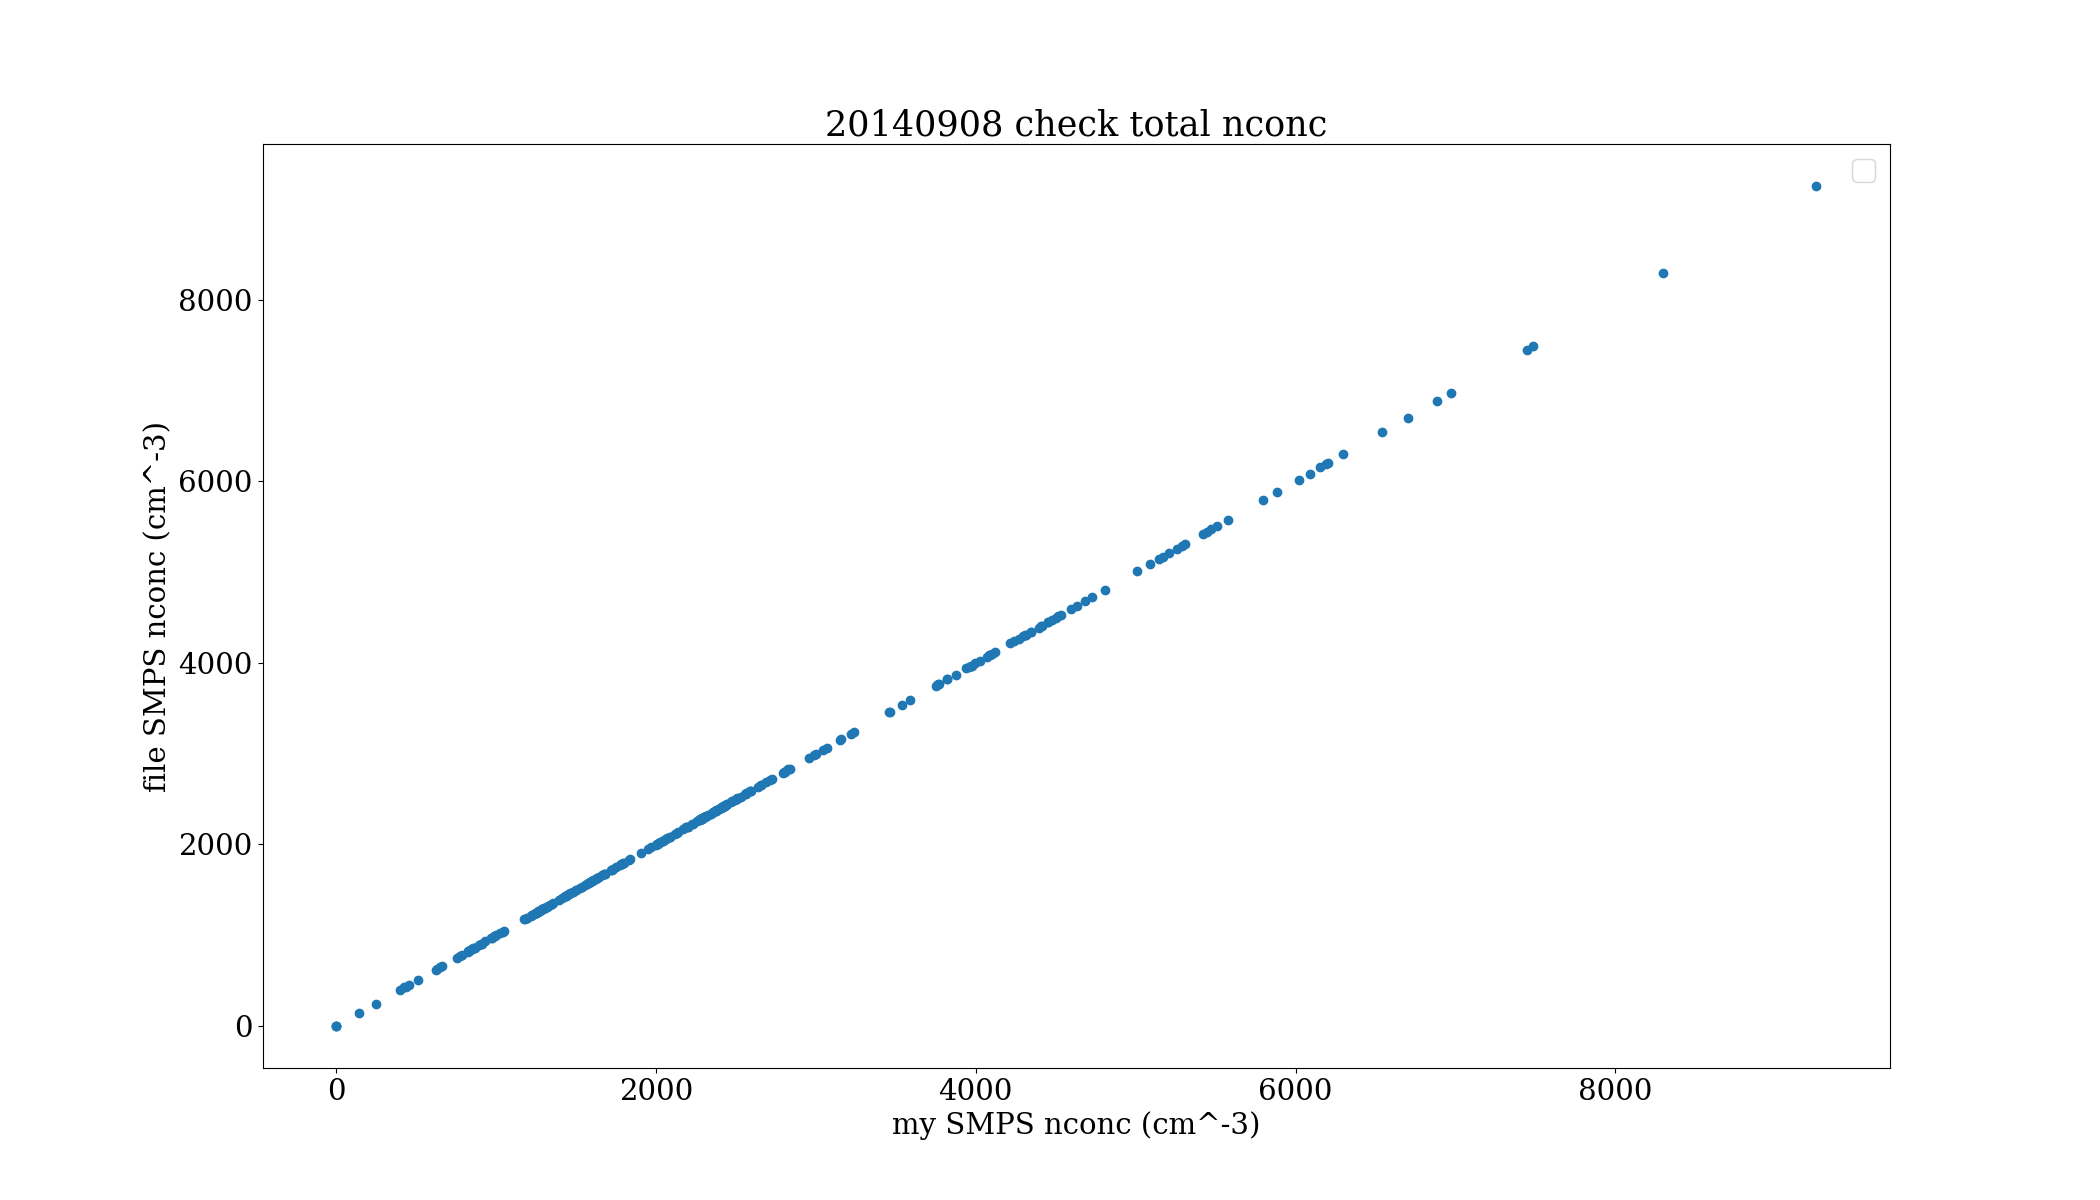 20140908 check total nconc
file SMPS nconc (cm^-3)
8000
6000
4000
2000
0
0 2000 4000 6000 8000
my SMPS nconc (cm^-3)